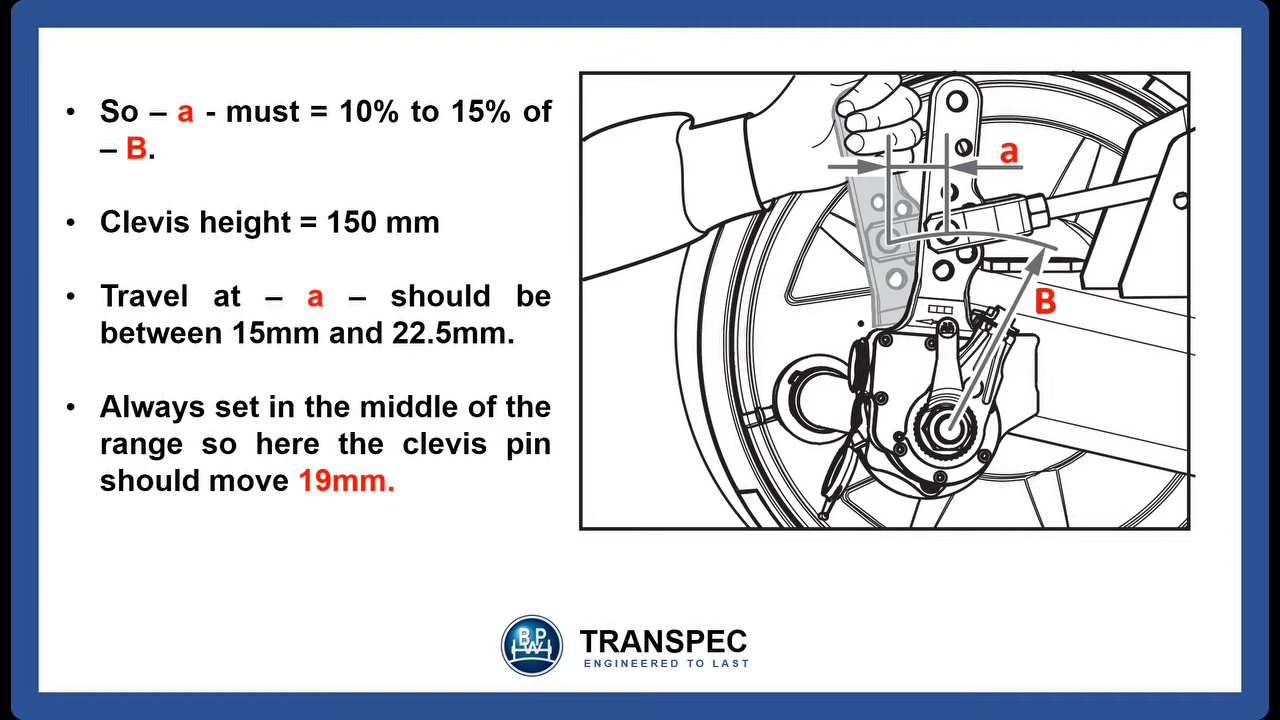 • So – a - must = 10% to 15% of
– B.
• Clevis height = 150 mm
• Travel at – a – should be
between 15mm and 22.5mm.
• Always set in the middle of the
range so here the clevis pin
should move 19mm.
a
B
BPW
TRANSPEC
ENGINEERED TO LAST